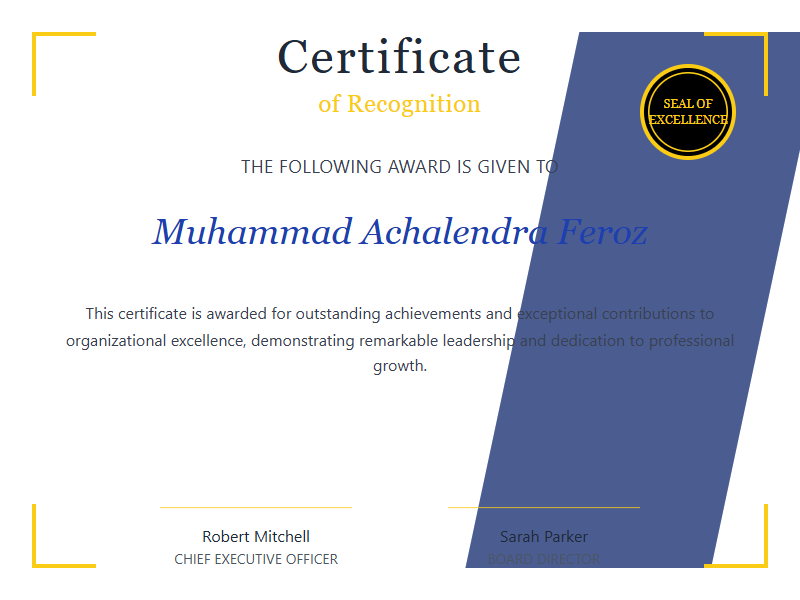 Certificate
of Recognition
SEAL OF
EXCELLENCE
THE FOLLOWING AWARD IS GIVEN TO
Muhammad Achalendra Feroz
This certificate is awarded for outstanding achievements and exceptional contributions to
organizational excellence, demonstrating remarkable leadership and dedication to professional
growth.
Robert Mitchell
CHIEF EXECUTIVE OFFICER
Sarah Parker
BOARD DIRECTOR